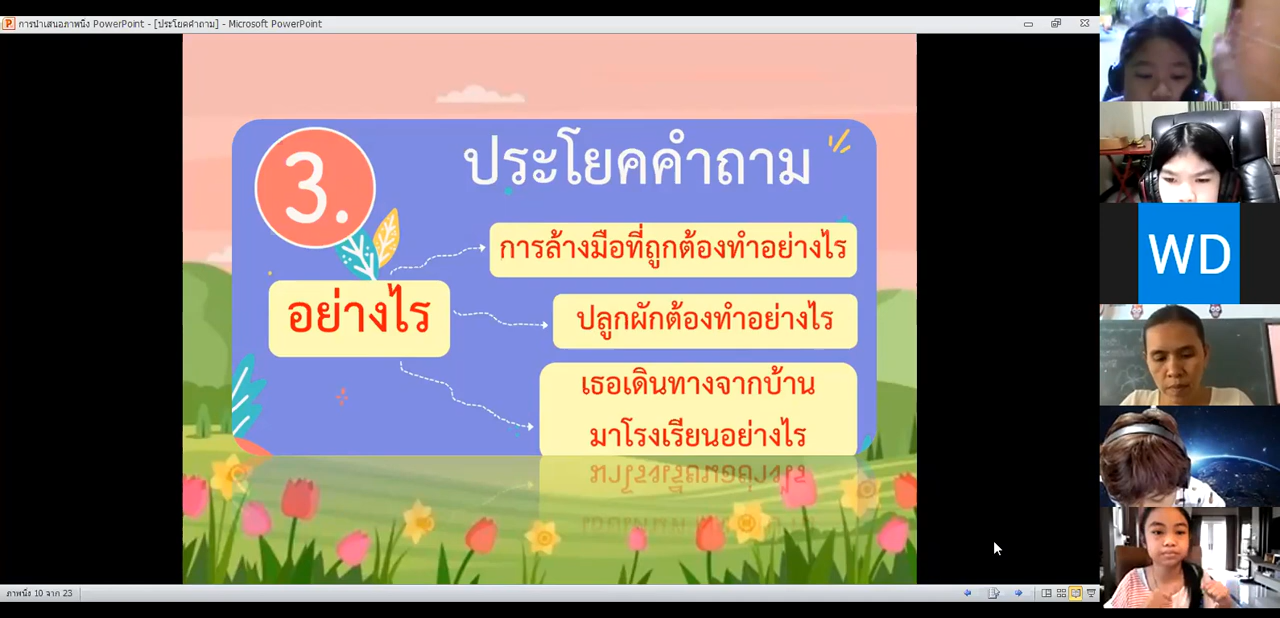 การนำเสนอภาพนิ่ง PowerPoint - [ประโยคคำถาม] - Microsoft PowerPoint
3.
ประโยคคำถาม
อย่างไร
การล้างมือที่ถูกต้องทำอย่างไร
ปลูกผักต้องทำอย่างไร
เธอเดินทางจากบ้าน
มาโรงเรียนอย่างไร
WD
ภาพนิ่ง 10 จาก 23